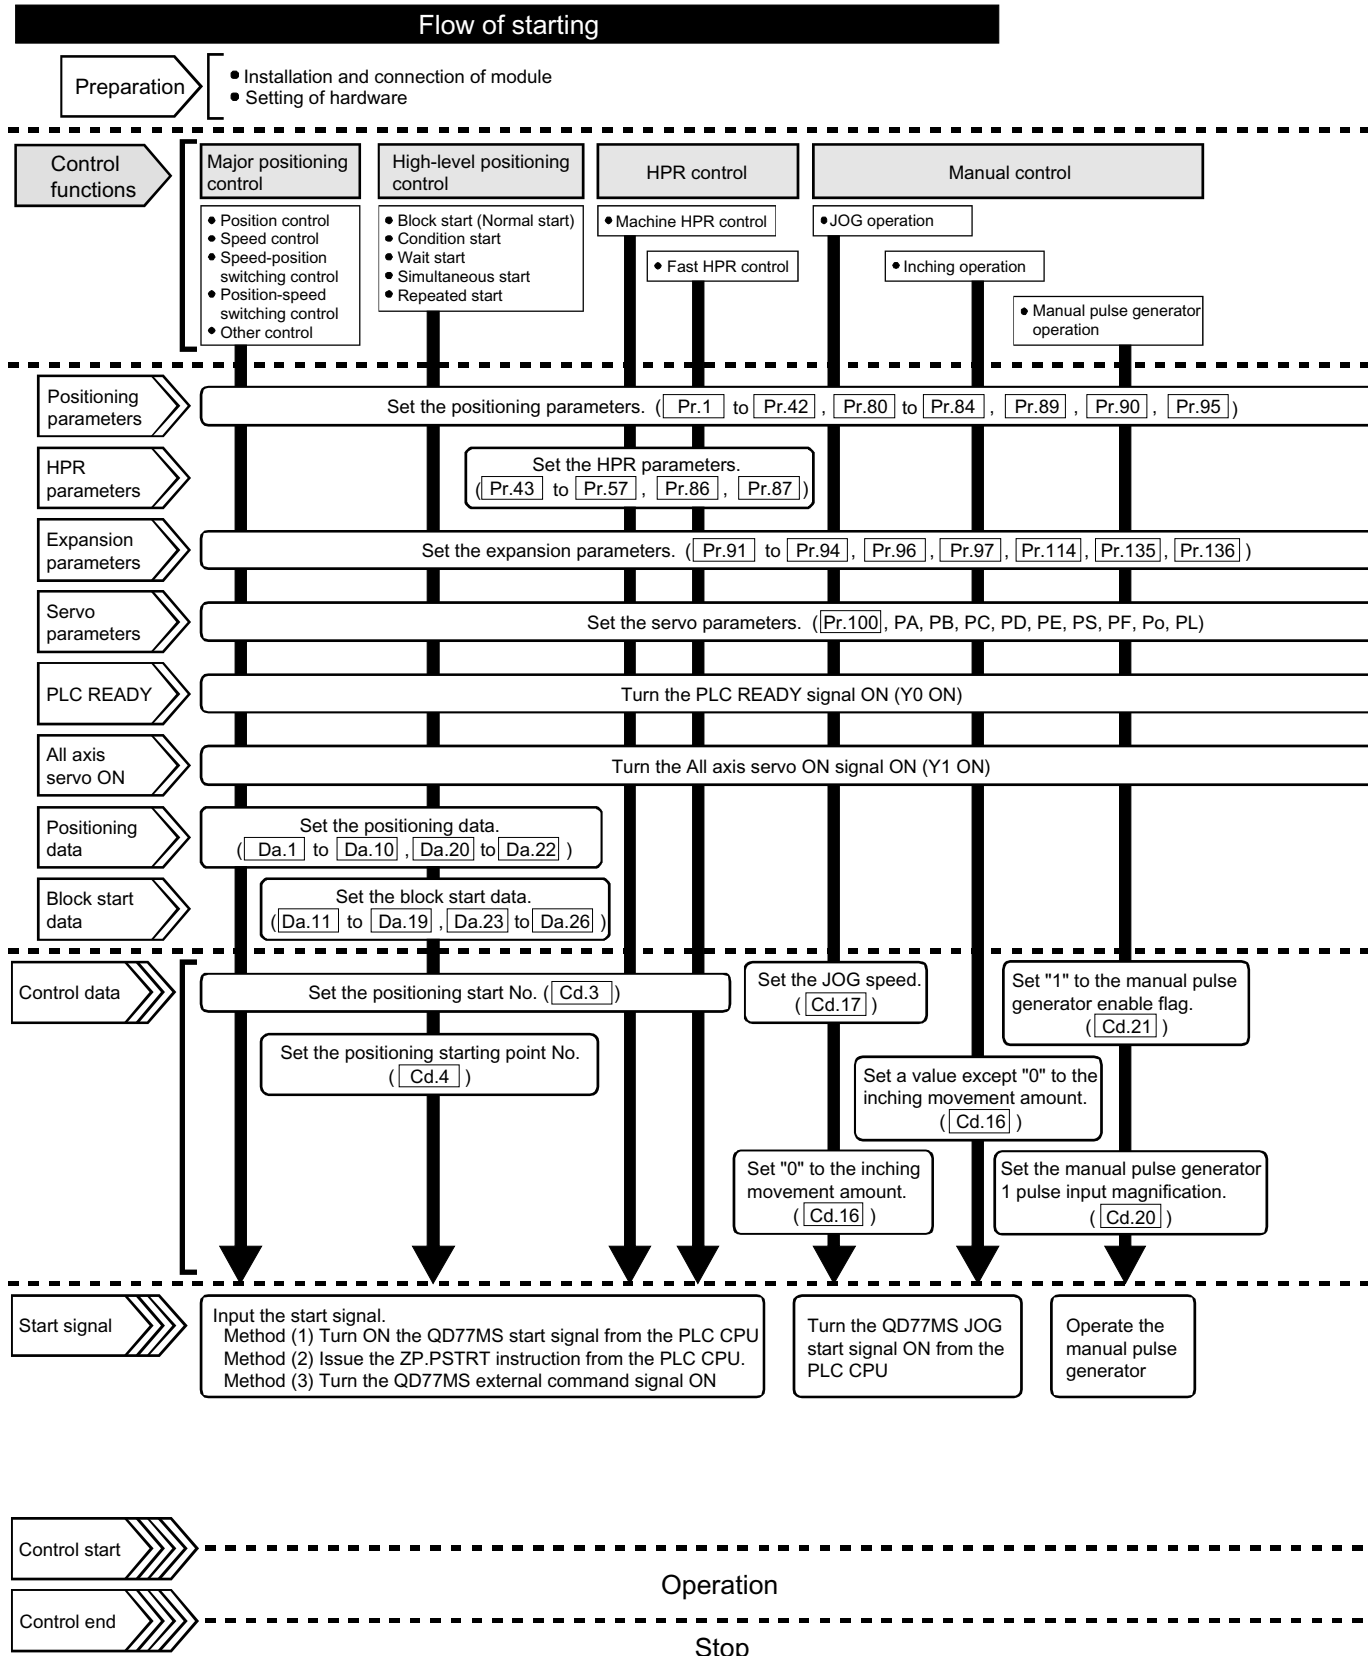 Flow of starting
Preparation
• Installation and connection of module
• Setting of hardware
Control
functions
Major positioning
control
High-level positioning
control
HPR control
Manual control
• Position control
• Speed control
• Speed-position
switching control
• Position-speed
switching control
• Other control
• Block start (Normal start)
• Condition start
• Wait start
• Simultaneous start
• Repeated start
• Machine HPR control
• Fast HPR control
• JOG operation
• Inching operation
• Manual pulse generator
operation
Positioning
parameters
Set the positioning parameters. ( Pr.1 to Pr.42 , Pr.80 to Pr.84 , Pr.89 , Pr.90 , Pr.95 )
HPR
parameters
Set the HPR parameters.
( Pr.43 to Pr.57 , Pr.86 , Pr.87 )
Expansion
parameters
Set the expansion parameters. ( Pr.91 to Pr.94 , Pr.96 , Pr.97 , Pr.114 , Pr.135 , Pr.136 )
Servo
parameters
Set the servo parameters. ( Pr.100 , PA, PB, PC, PD, PE, PS, PF, Po, PL)
PLC READY
Turn the PLC READY signal ON (Y0 ON)
All axis
servo ON
Turn the All axis servo ON signal ON (Y1 ON)
Positioning
data
Set the positioning data.
( Da.1 to Da.10 , Da.20 to Da.22 )
Block start
data
Set the block start data.
( Da.11 to Da.19 , Da.23 to Da.26 )
Control data
Set the positioning start No. ( Cd.3 )
Set the positioning starting point No.
( Cd.4 )
Set the JOG speed.
( Cd.17 )
Set "1" to the manual pulse
generator enable flag.
( Cd.21 )
Set a value except "0" to the
inching movement amount.
( Cd.16 )
Set "0" to the inching
movement amount.
( Cd.16 )
Set the manual pulse generator
1 pulse input magnification.
( Cd.20 )
Start signal
Input the start signal.
Method (1) Turn ON the QD77MS start signal from the PLC CPU
Method (2) Issue the ZP.PSTRT instruction from the PLC CPU.
Method (3) Turn the QD77MS external command signal ON
Turn the QD77MS JOG
start signal ON from the
PLC CPU
Operate the
manual pulse
generator
Control start
Operation
Control end
Stop